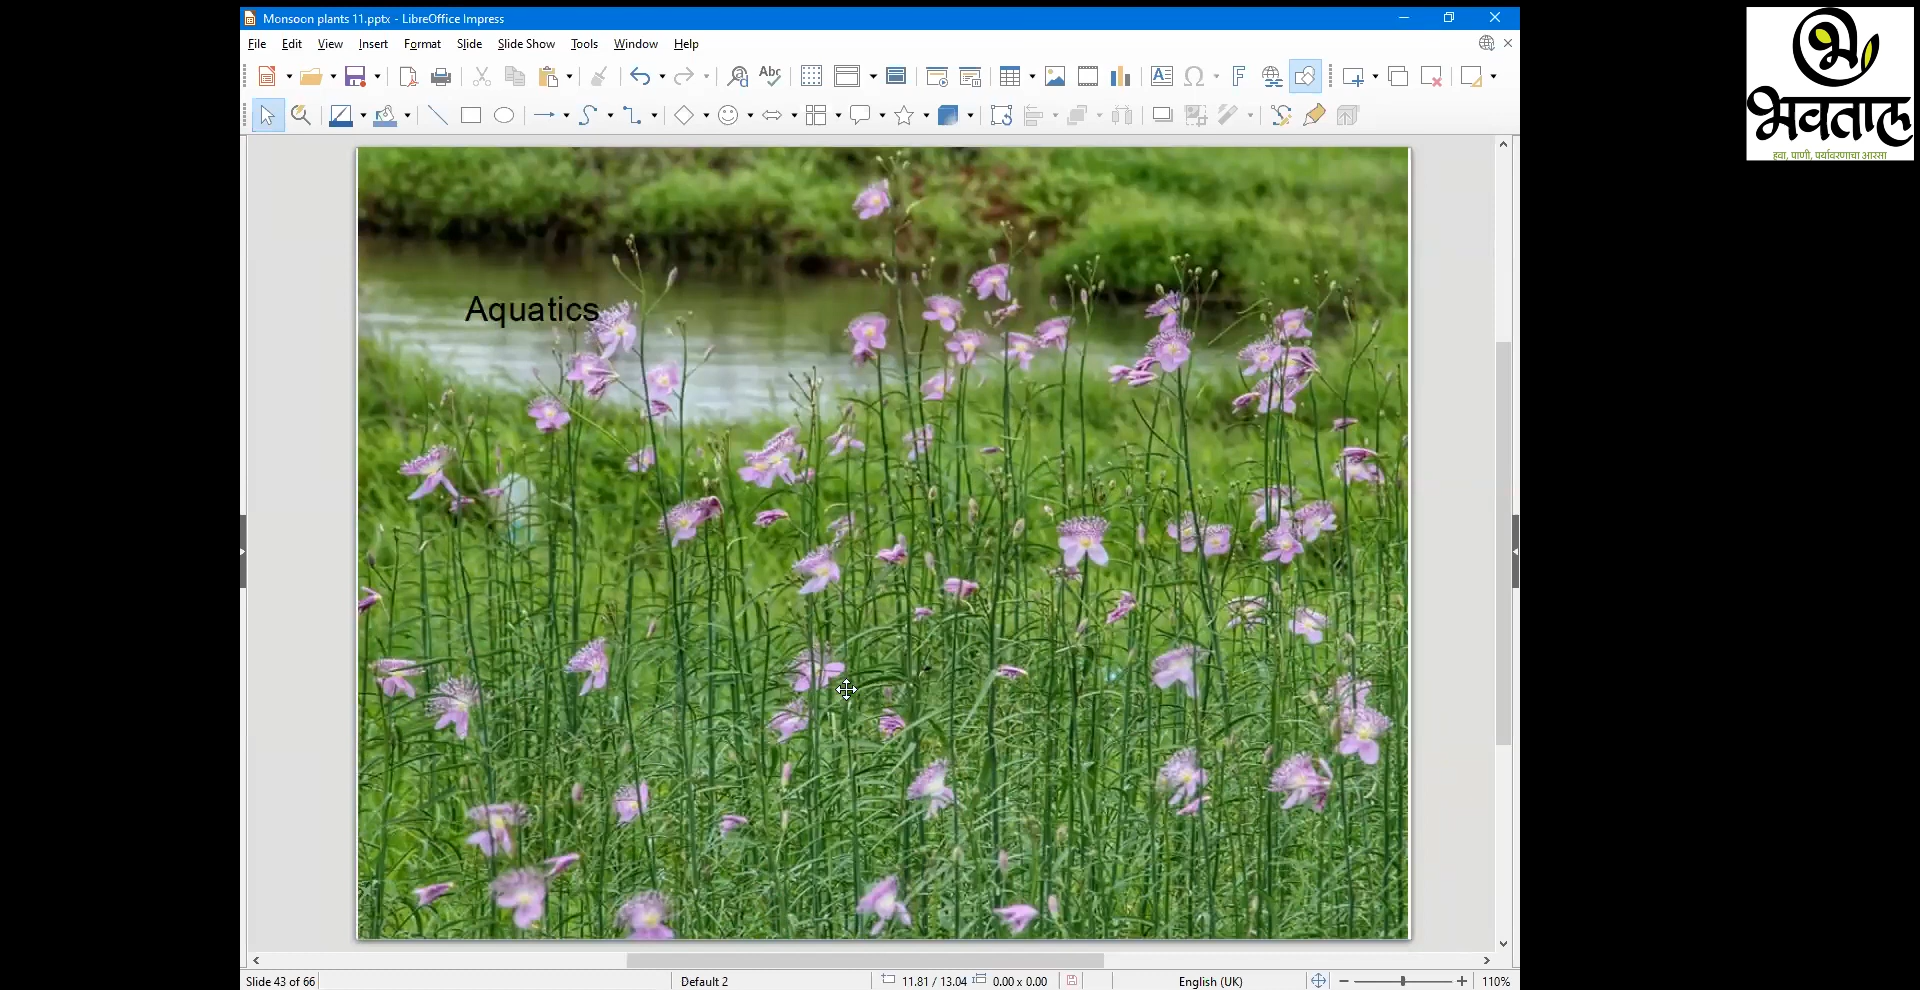 Monsoon plants 11.pptx - LibreOffice Impress
File Edit View Insert Format Slide Slide Show Tools Window Help
Abc
Aquatics
Slide 43 of 66
Default 2
11.81 / 13.04
0.00 x 0.00
English (UK)
110%
भ
भवताल
हवा, पाणी, पर्यावरणाचा आरसा